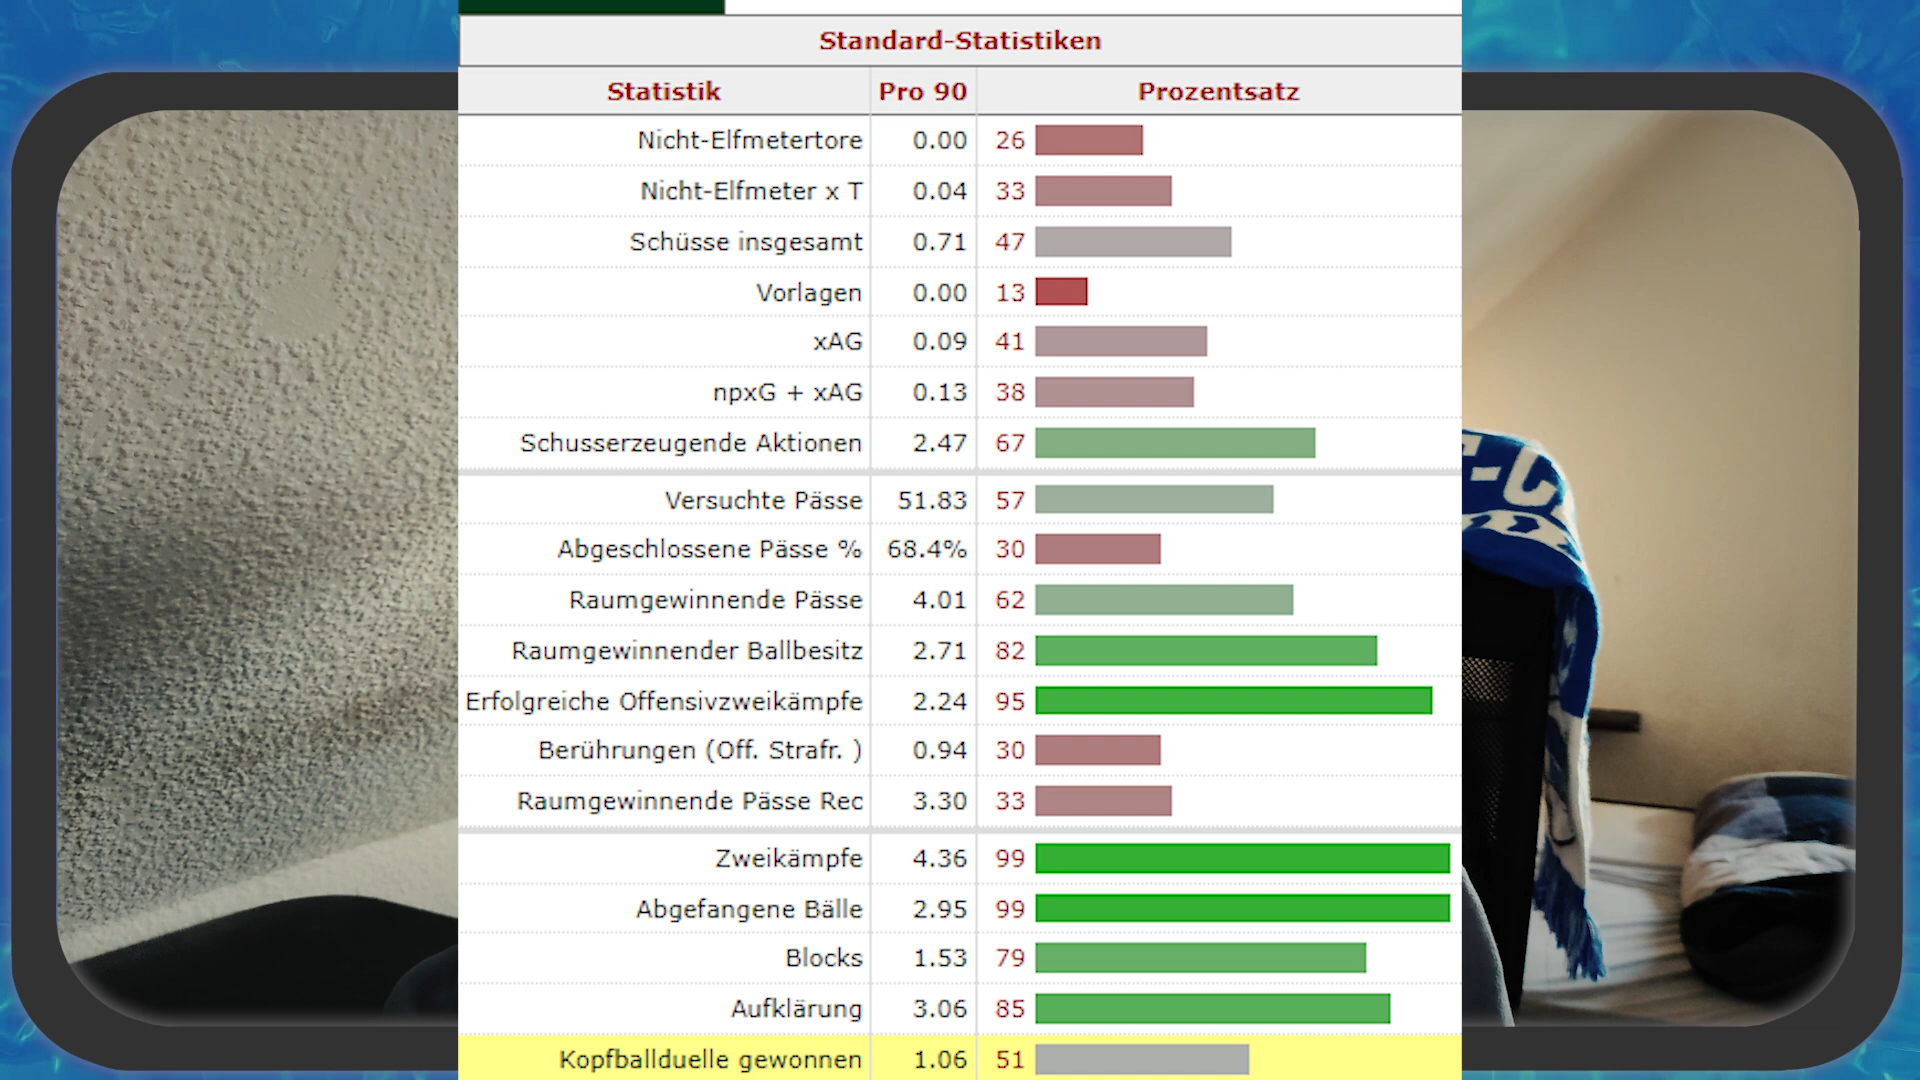 Standard-Statistiken
Statistik Pro 90 Prozentsatz
Nicht-Elfmetertore 0.00 26
Nicht-Elfmeter x T 0.04 33
Schüsse insgesamt 0.71 47
Vorlagen 0.00 13
xAG 0.09 41
npxG + xAG 0.13 38
Schusserzeugende Aktionen 2.47 67
Versuchte Pässe 51.83 57
Abgeschlossene Pässe % 68.4% 30
Raumgewinnende Pässe 4.01 62
Raumgewinnender Ballbesitz 2.71 82
Erfolgreiche Offensivzweikämpfe 2.24 95
Berührungen (Off. Strafr. ) 0.94 30
Raumgewinnende Pässe Rec 3.30 33
Zweikämpfe 4.36 99
Abgefangene Bälle 2.95 99
Blocks 1.53 79
Aufklärung 3.06 85
Kopfballduelle gewonnen 1.06 51